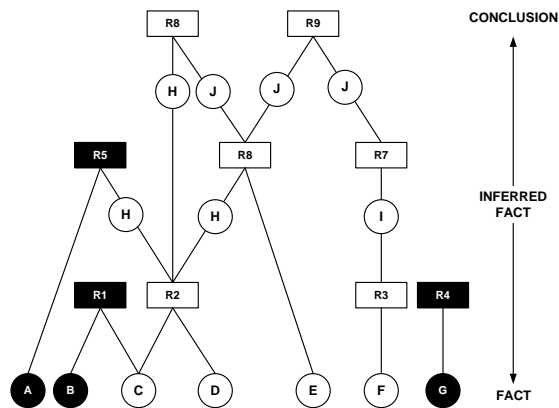 CONCLUSION
R8
R9
H
J
J
J
R5
R8
R7
INFERRED
FACT
H
H
I
R1
R2
R3
R4
A
B
C
D
E
F
G
FACT